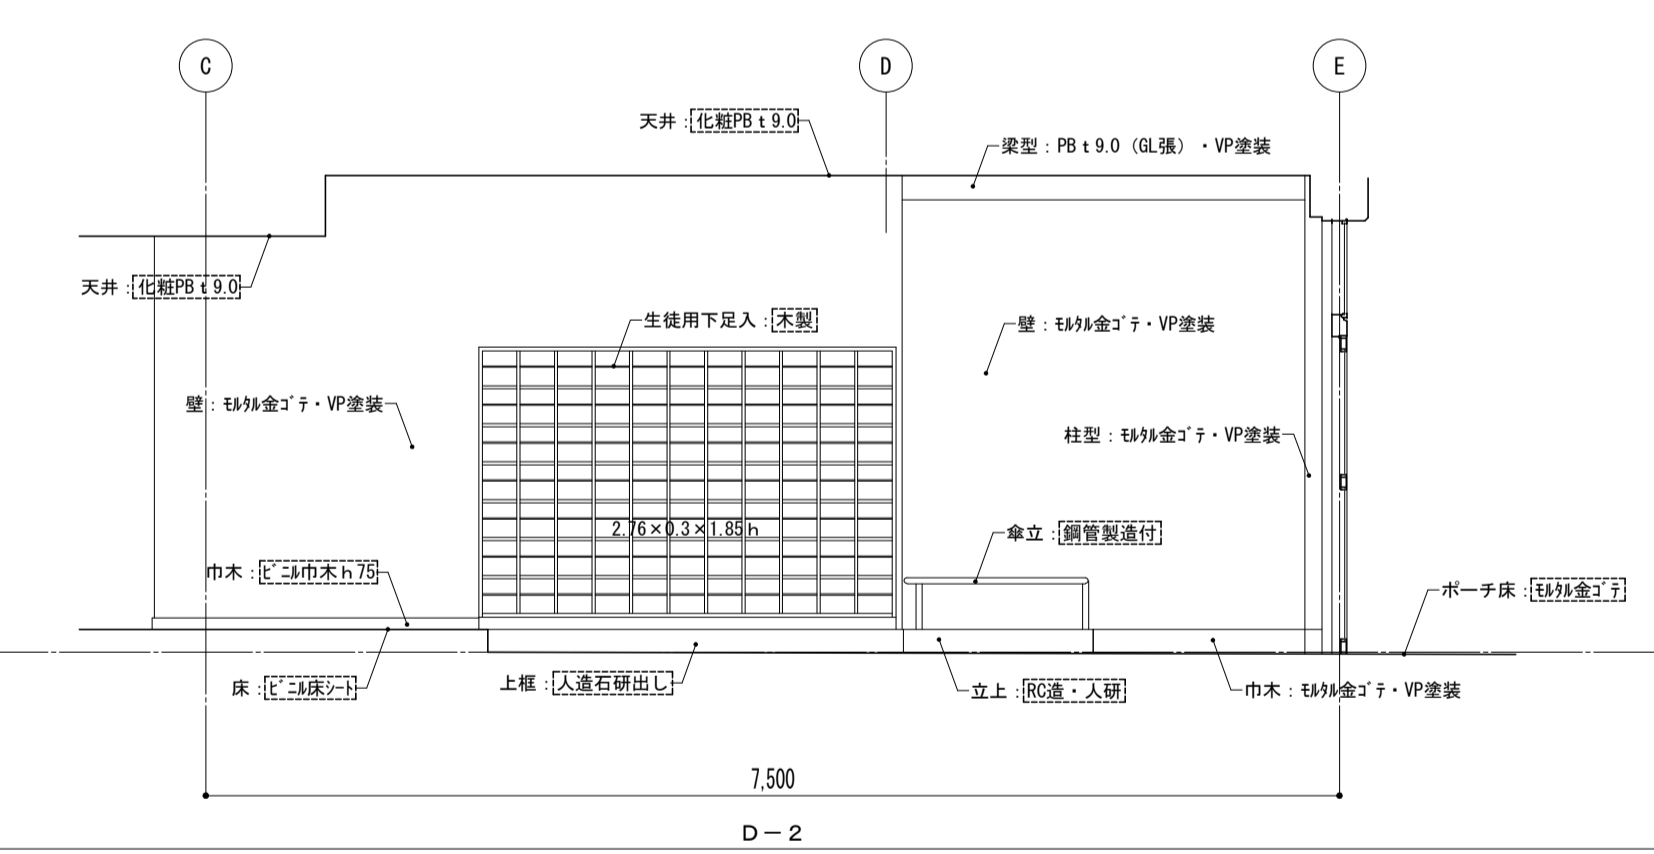 C
D
E
天井：化粧PB t 9.0
梁型：PB t 9.0（GL張）・VP塗装
天井：化粧PB t 9.0
生徒用下足入：木製
壁：ﾓﾙﾀﾙ金ｺﾞﾃ・VP塗装
壁：ﾓﾙﾀﾙ金ｺﾞﾃ・VP塗装
柱型：ﾓﾙﾀﾙ金ｺﾞﾃ・VP塗装
2.76×0.3×1.85ｈ
傘立：鋼管製造付
巾木：ﾋﾞﾆﾙ巾木ｈ75
ポーチ床：ﾓﾙﾀﾙ金ｺﾞﾃ
床：ﾋﾞﾆﾙ床ｼｰﾄ
上框：人造石研出し
立上：RC造・人研
巾木：ﾓﾙﾀﾙ金ｺﾞﾃ・VP塗装
7,500
Ｄ－２